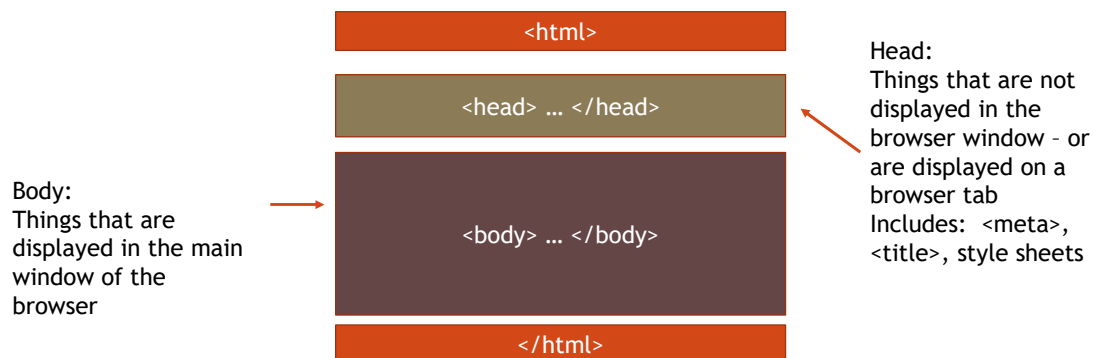 <html>
<head> … </head>
Head:
Things that are not
displayed in the
browser window – or
are displayed on a
browser tab
Includes:  <meta>,
<title>, style sheets
Body:
Things that are
displayed in the main
window of the
browser
<body> … </body>
</html>